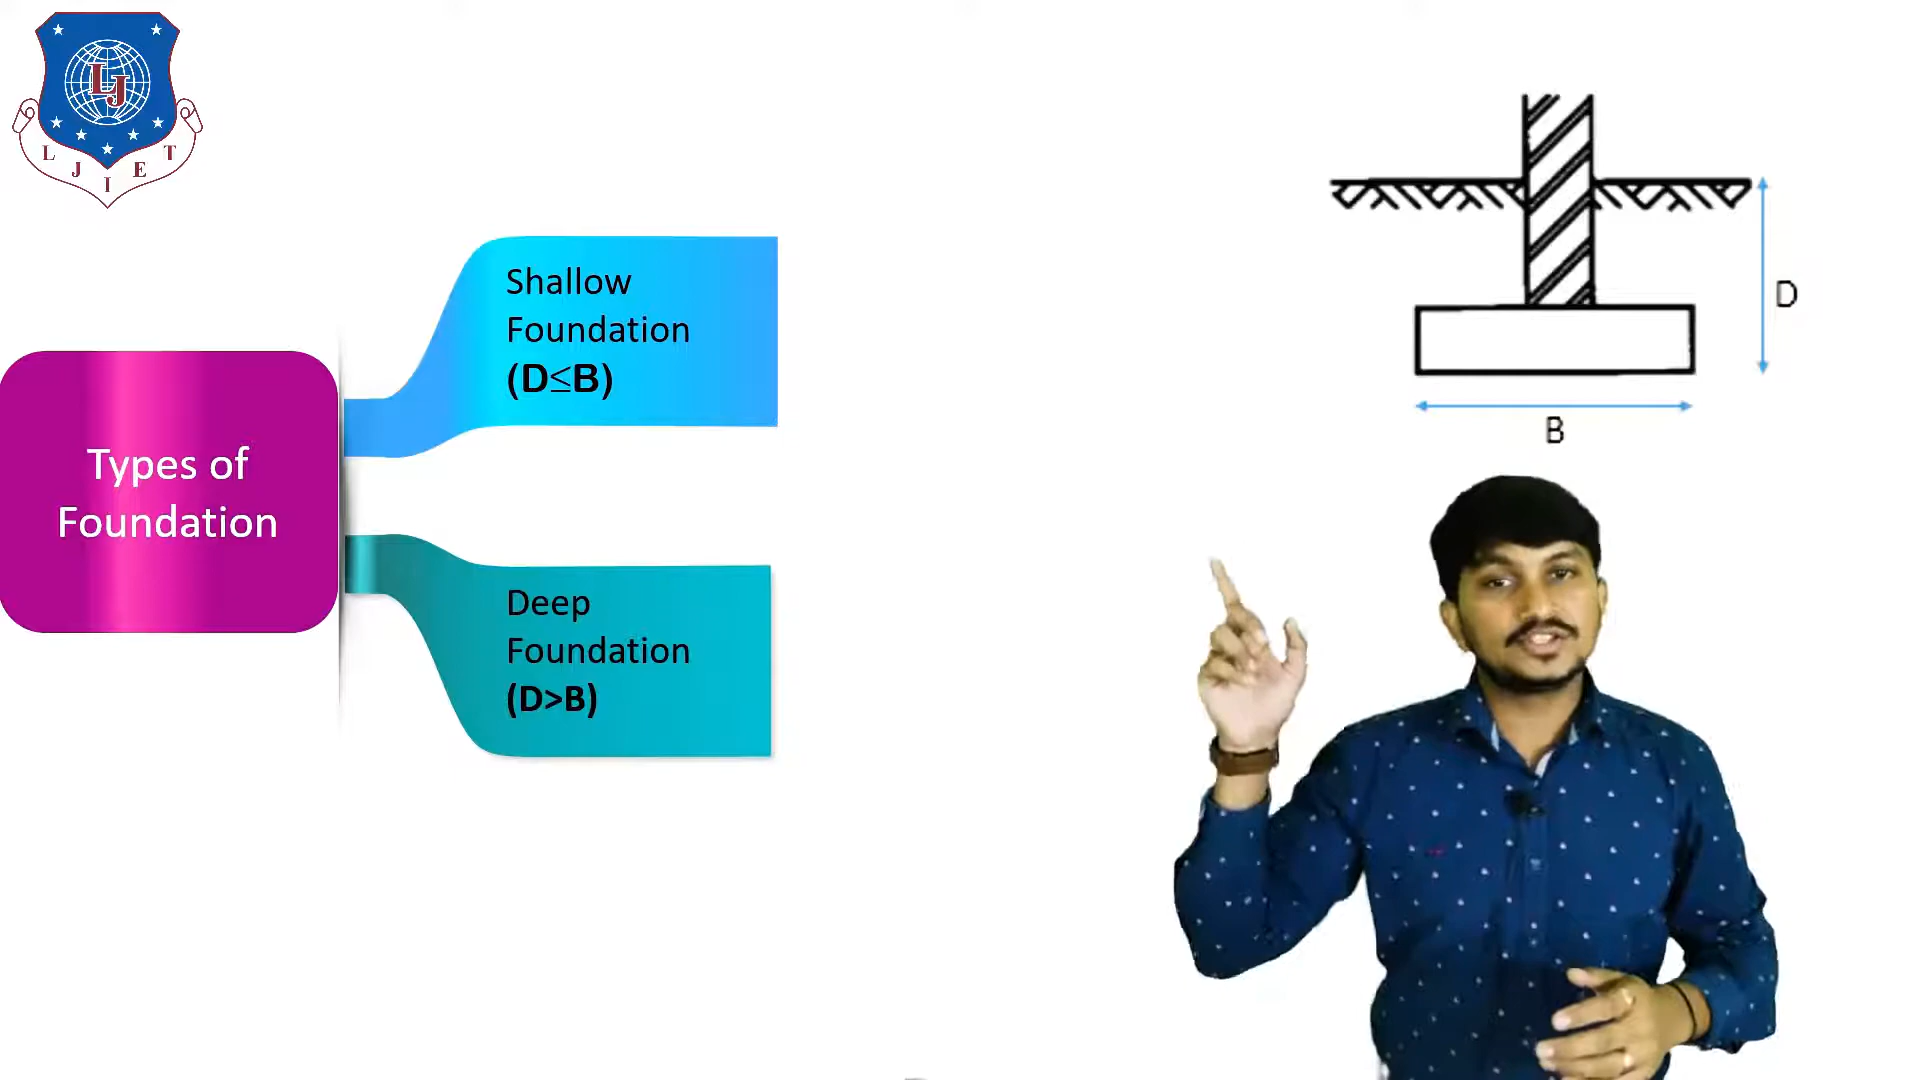 LJ
L J I E T
Shallow
Foundation
(D≤B)
Types of
Foundation
Deep
Foundation
(D>B)
D
B